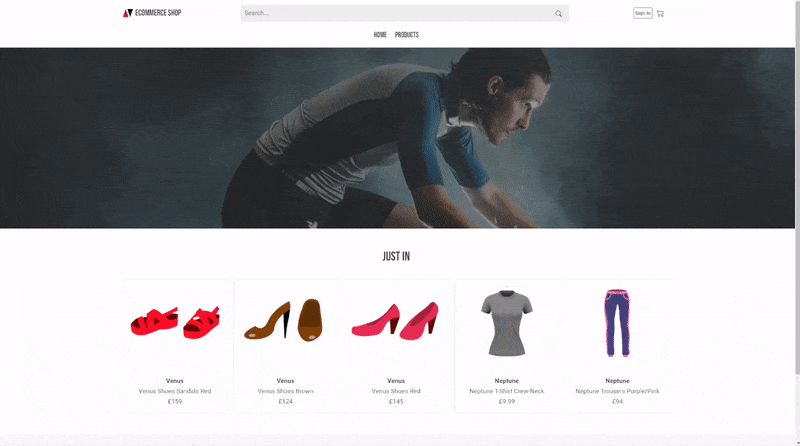 ECOMMERCE SHOP
Search...
Sign In
HOME PRODUCTS
JUST IN
Venus
Venus Shoes Sandals Red
£159
Venus
Venus Shoes Brown
£124
Venus
Venus Shoes Red
£145
Neptune
Neptune T-Shirt Crew-Neck
£9.99
Neptune
Neptune Trousers Purple/Pink
£94